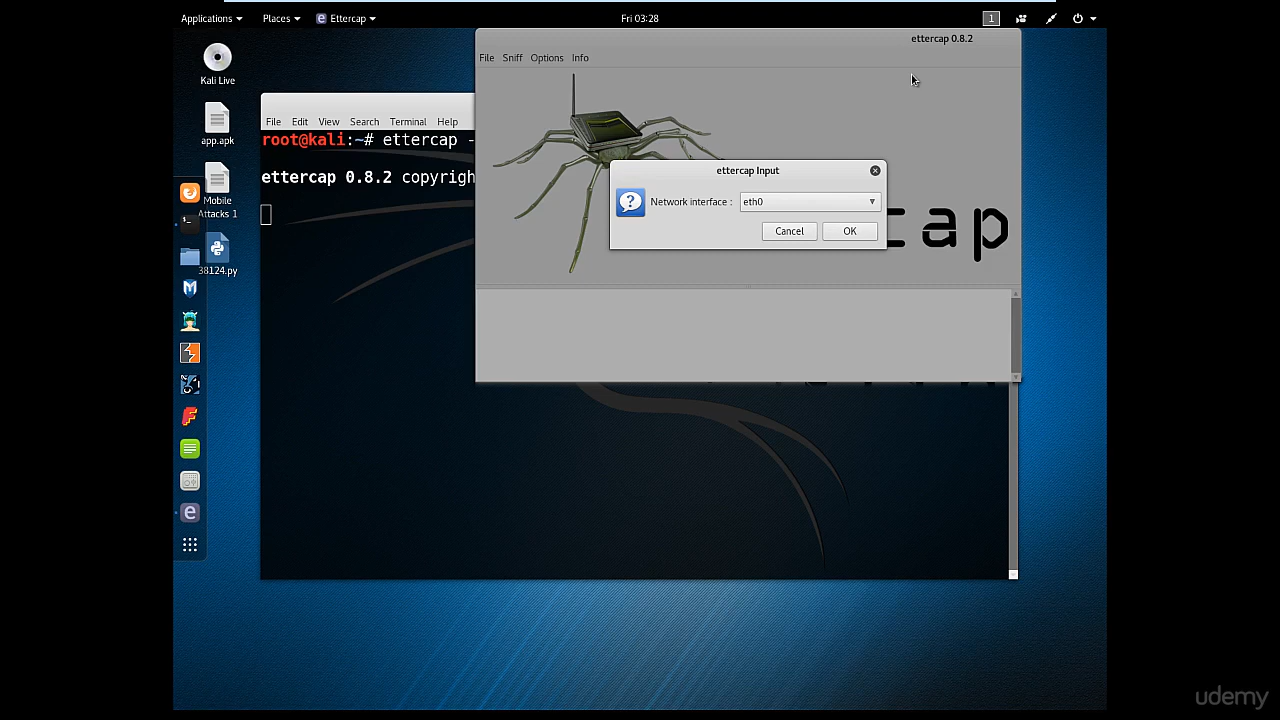 Applications Places Ettercap Fri 03:28 1
ettercap 0.8.2
File Sniff Options Info
Kali Live
app.apk
Mobile
Attacks 1
38124.py
File Edit View Search Terminal Help
root@kali:~# ettercap -
ettercap 0.8.2 copyrigh
ettercap Input
Network interface : eth0
Cancel OK
cap
udemy